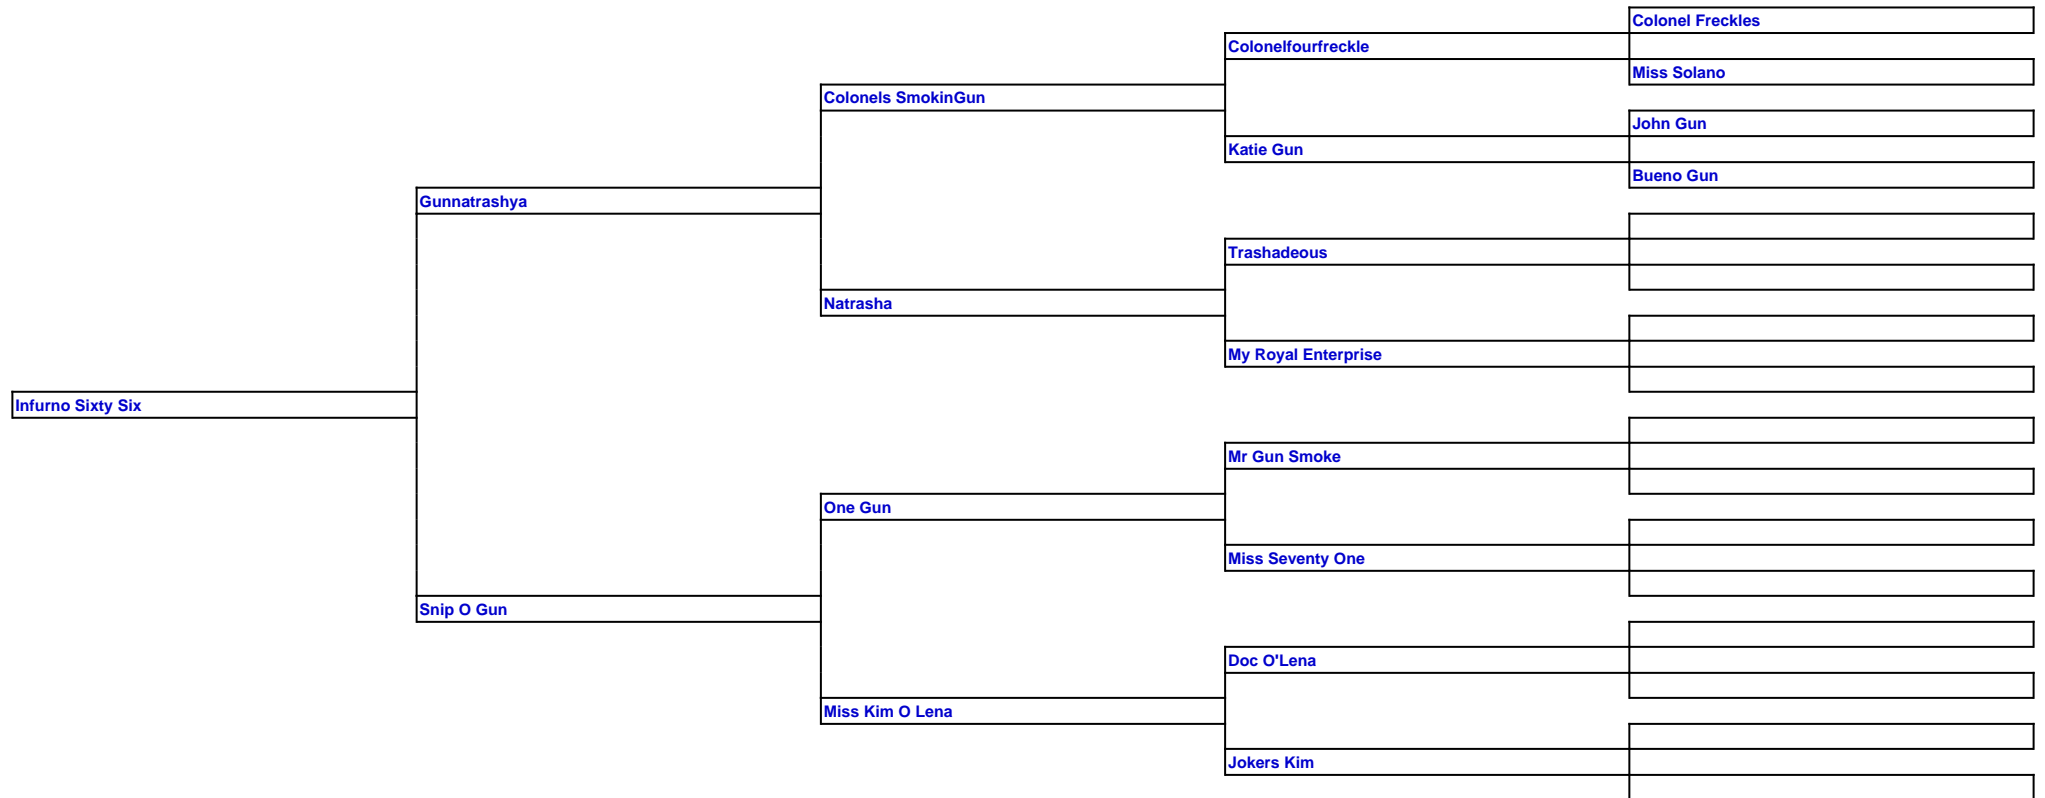 Colonel Freckles
Colonelfourfreckle
Miss Solano
Colonels SmokinGun
John Gun
Katie Gun
Bueno Gun
Gunnatrashya
Trashadeous
Natrasha
My Royal Enterprise
Infurno Sixty Six
Mr Gun Smoke
One Gun
Miss Seventy One
Snip O Gun
Doc O'Lena
Miss Kim O Lena
Jokers Kim